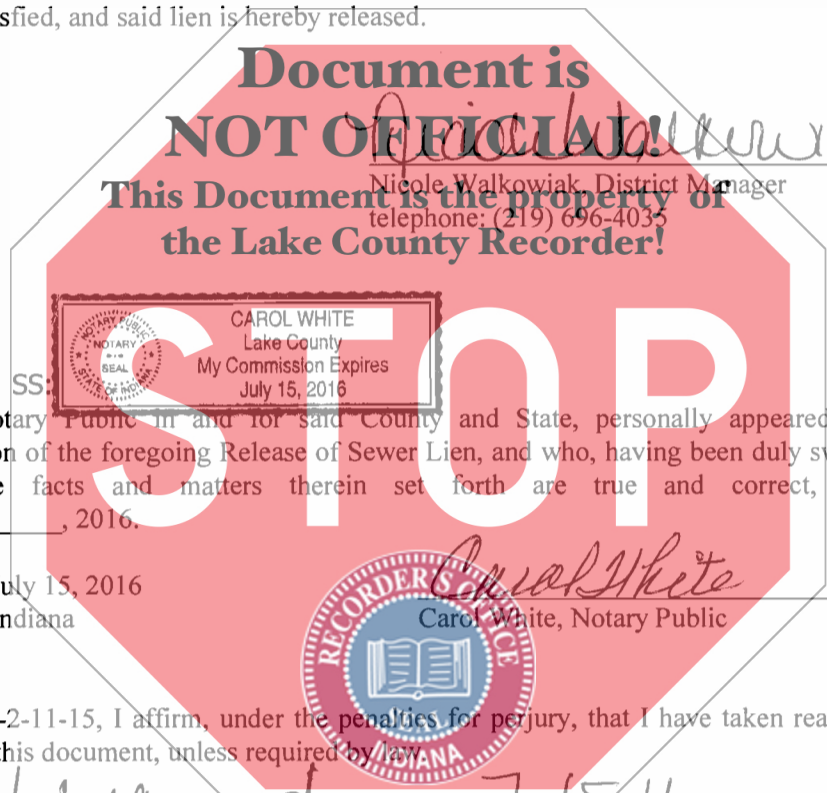 sfied, and said lien is hereby released.
Document is
NOT OFFICIAL!
Nicole Walkowiak, District Manager
This Document is the property of
telephone: (219) 696-4035
the Lake County Recorder!
STOP
NOTARY PUBLIC
NOTARY
SEAL
STATE OF INDIANA
CAROL WHITE
Lake County
My Commission Expires
July 15, 2016
SS:
otary Public in and for said County and State, personally appeared
on of the foregoing Release of Sewer Lien, and who, having been duly sw
e facts and matters therein set forth are true and correct,
, 2016.
Carol White
uly 15, 2016
ndiana
Carol White, Notary Public
RECORDER'S OFFICE
INDIANA
-2-11-15, I affirm, under the penalties for perjury, that I have taken rea
this document, unless required by law